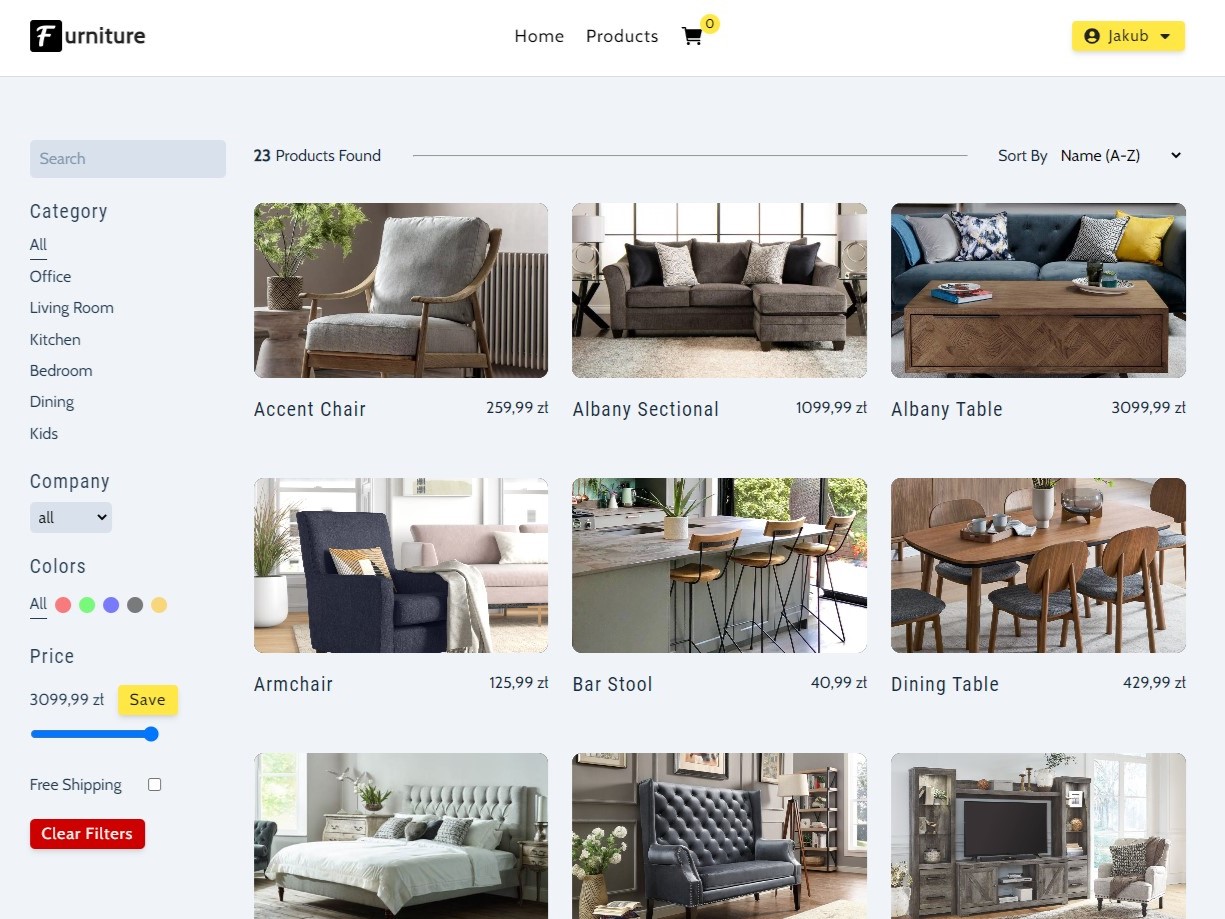 Furniture
Home Products 0
Jakub
Search
23 Products Found
Sort By Name (A-Z)
Category
All
Office
Living Room
Kitchen
Bedroom
Dining
Kids
Company
all
Colors
All
Price
3099,99 zł Save
Free Shipping
Clear Filters
Accent Chair 259,99 zł
Albany Sectional 1099,99 zł
Albany Table 3099,99 zł
Armchair 125,99 zł
Bar Stool 40,99 zł
Dining Table 429,99 zł